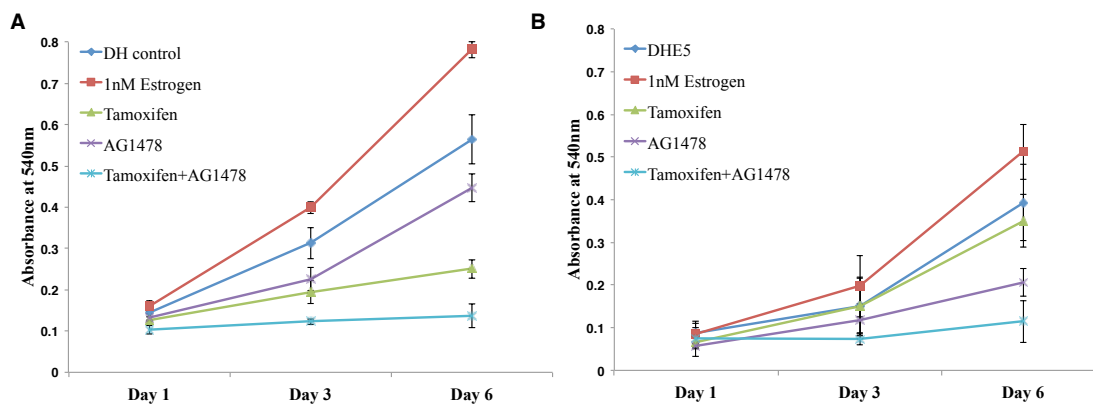 A
0.8
0.7
0.6
0.5
0.4
0.3
0.2
0.1
0
Absorbance at 540nm
DH control
1nM Estrogen
Tamoxifen
AG1478
Tamoxifen+AG1478
Day 1
Day 3
Day 6
B
0.8
0.7
0.6
0.5
0.4
0.3
0.2
0.1
0
Absorbance at 540nm
DHE5
1nM Estrogen
Tamoxifen
AG1478
Tamoxifen+AG1478
Day 1
Day 3
Day 6